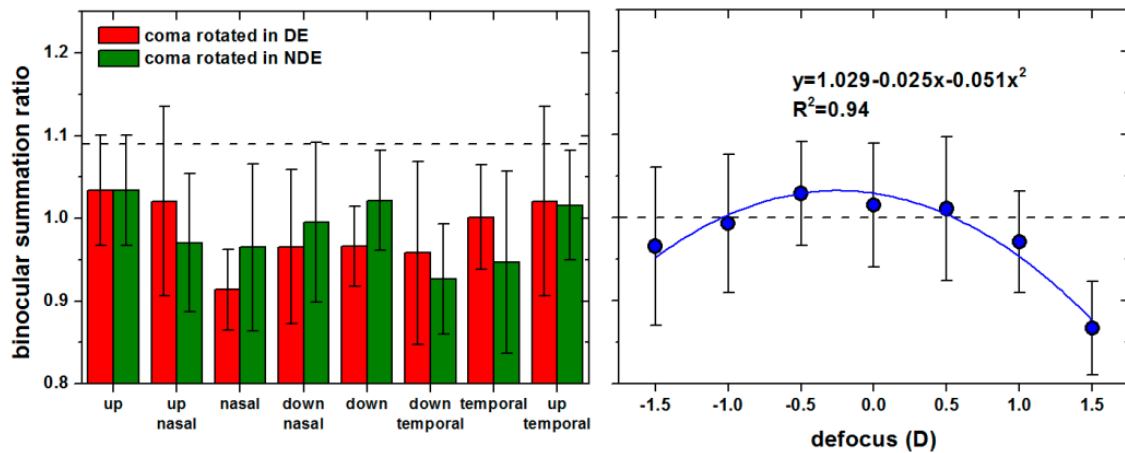 binocular summation ratio
1.2
1.1
1.0
0.9
0.8
coma rotated in DE
coma rotated in NDE
up
up
nasal
nasal
down
nasal
down
down
temporal
temporal
up
temporal
y=1.029-0.025x-0.051x²
R²=0.94
-1.5
-1.0
-0.5
0.0
0.5
1.0
1.5
defocus (D)